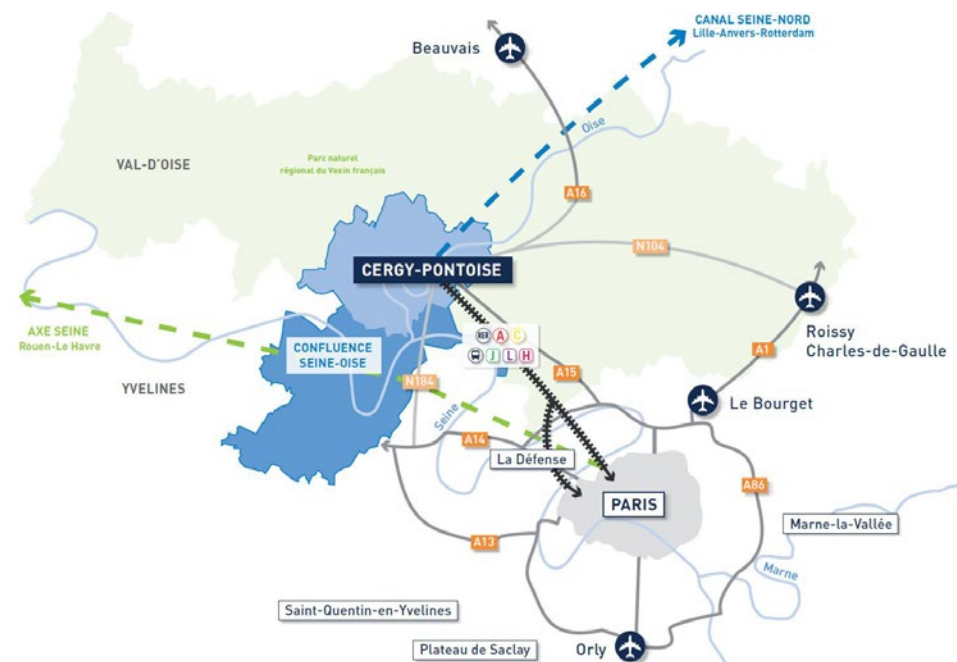 CANAL SEINE-NORD
Lille-Anvers-Rotterdam
Beauvais
Oise
VAL-D'OISE
Parc naturel
régional du Vexin français
A16
N104
CERGY-PONTOISE
Roissy
Charles-de-Gaulle
AXE SEINE
Rouen-Le Havre
CONFLUENCE
SEINE-OISE
RER A C
J L H
A1
YVELINES
N184
A15
Le Bourget
Seine
A14
La Défense
A86
PARIS
Marne-la-Vallée
A13
Marne
Saint-Quentin-en-Yvelines
Plateau de Saclay
Orly